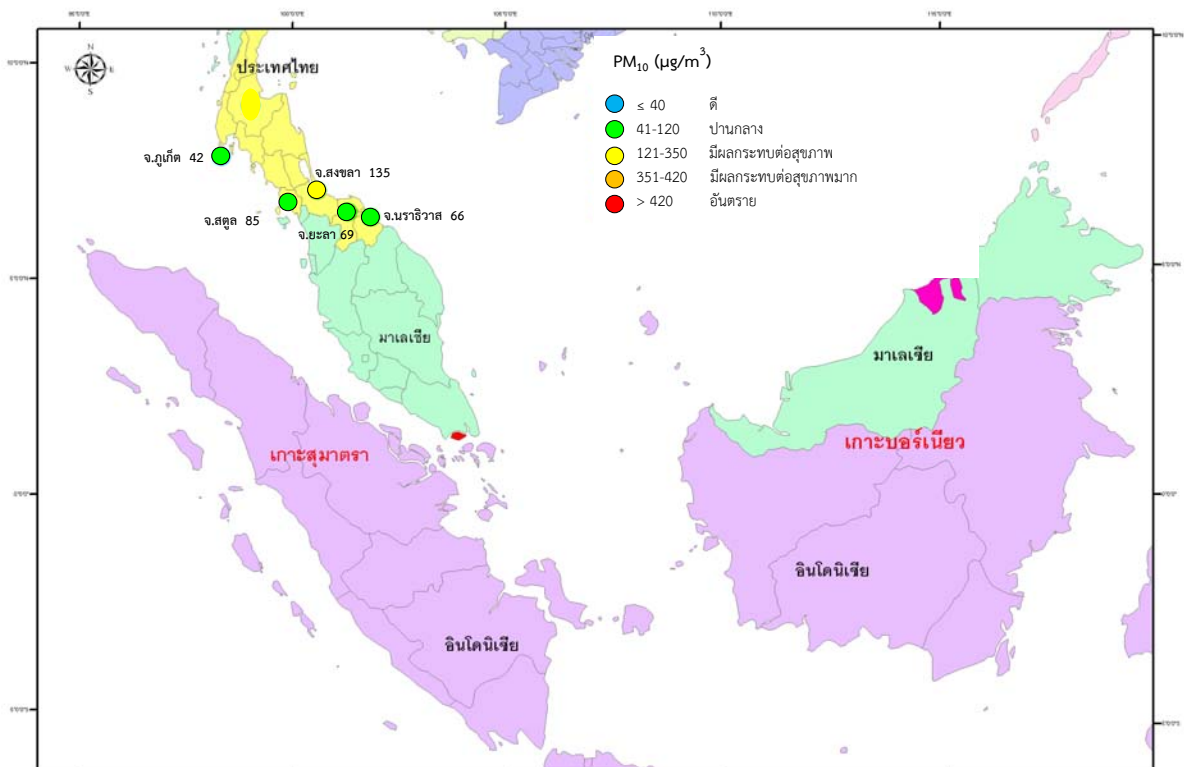 N
W E
S
ประเทศไทย
PM₁₀ (µg/m³)
≤ 40 ดี
41-120 ปานกลาง
121-350 มีผลกระทบต่อสุขภาพ
351-420 มีผลกระทบต่อสุขภาพมาก
> 420 อันตราย
จ.ภูเก็ต 42
จ.สงขลา 135
จ.สตูล 85
จ.ยะลา 69
จ.นราธิวาส 66
มาเลเซีย
มาเลเซีย
เกาะสุมาตรา
เกาะบอร์เนียว
อินโดนิเซีย
อินโดนิเซีย